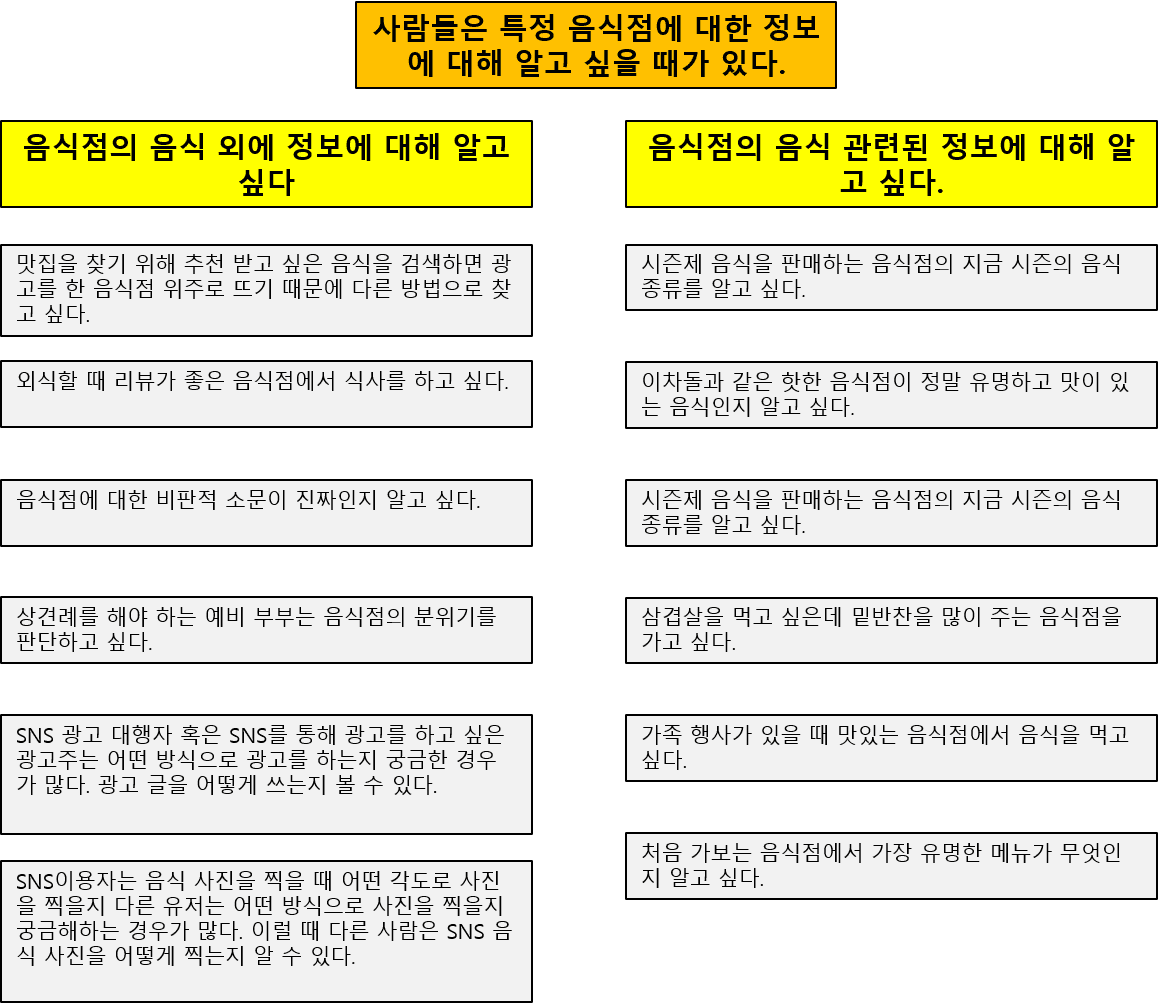 사람들은 특정 음식점에 대한 정보
에 대해 알고 싶을 때가 있다.
음식점의 음식 외에 정보에 대해 알고
싶다
맛집을 찾기 위해 추천 받고 싶은 음식을 검색하면 광
고를 한 음식점 위주로 뜨기 때문에 다른 방법으로 찾
고 싶다.
외식할 때 리뷰가 좋은 음식점에서 식사를 하고 싶다.
음식점에 대한 비판적 소문이 진짜인지 알고 싶다.
상견례를 해야 하는 예비 부부는 음식점의 분위기를
판단하고 싶다.
SNS 광고 대행자 혹은 SNS를 통해 광고를 하고 싶은
광고주는 어떤 방식으로 광고를 하는지 궁금한 경우
가 많다. 광고 글을 어떻게 쓰는지 볼 수 있다.
SNS이용자는 음식 사진을 찍을 때 어떤 각도로 사진
을 찍을지 다른 유저는 어떤 방식으로 사진을 찍을지
궁금해하는 경우가 많다. 이럴 때 다른 사람은 SNS 음
식 사진을 어떻게 찍는지 알 수 있다.
음식점의 음식 관련된 정보에 대해 알
고 싶다.
시즌제 음식을 판매하는 음식점의 지금 시즌의 음식
종류를 알고 싶다.
이차돌과 같은 핫한 음식점이 정말 유명하고 맛이 있
는 음식인지 알고 싶다.
시즌제 음식을 판매하는 음식점의 지금 시즌의 음식
종류를 알고 싶다.
삼겹살을 먹고 싶은데 밑반찬을 많이 주는 음식점을
가고 싶다.
가족 행사가 있을 때 맛있는 음식점에서 음식을 먹고
싶다.
처음 가보는 음식점에서 가장 유명한 메뉴가 무엇인
지 알고 싶다.